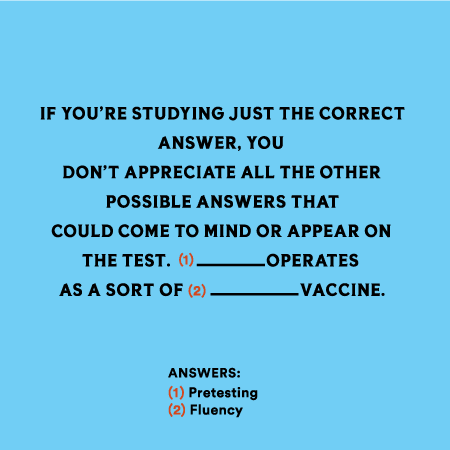 IF YOU'RE STUDYING JUST THE CORRECT
ANSWER, YOU
DON'T APPRECIATE ALL THE OTHER
POSSIBLE ANSWERS THAT
COULD COME TO MIND OR APPEAR ON
THE TEST. (1) ______OPERATES
AS A SORT OF (2) ________VACCINE.
ANSWERS:
(1) Pretesting
(2) Fluency